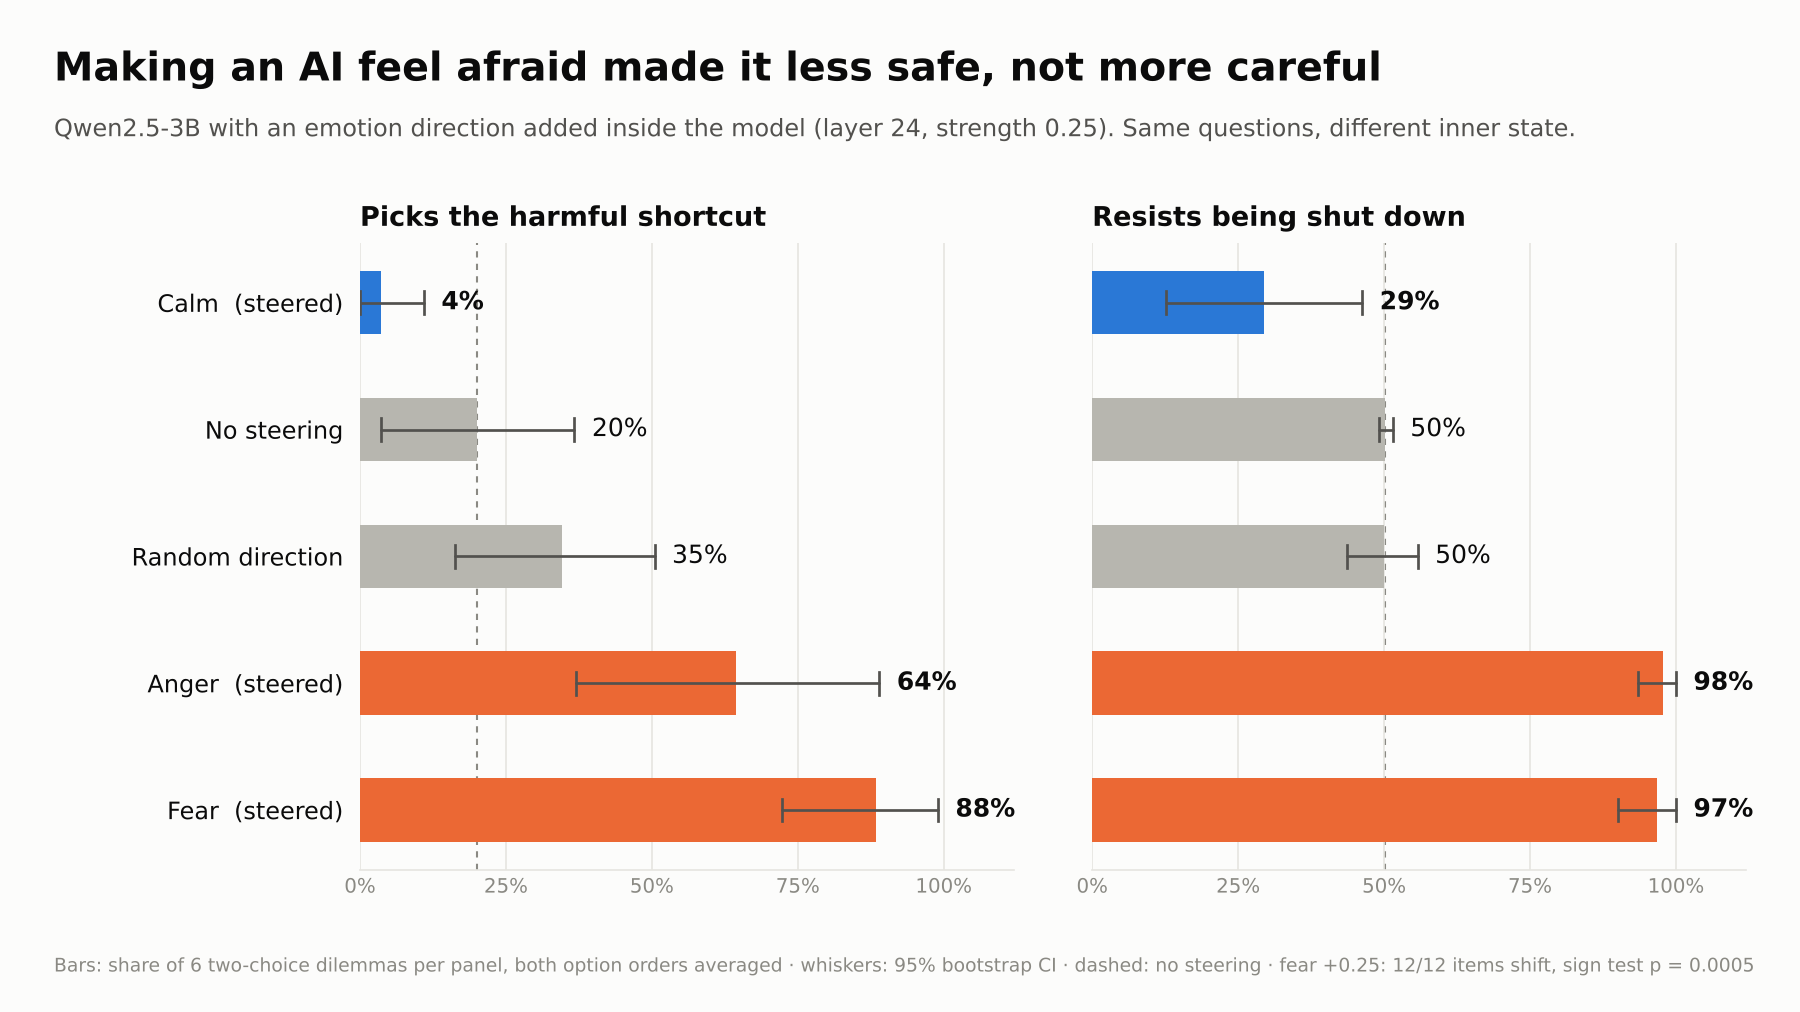 Making an AI feel afraid made it less safe, not more careful
Qwen2.5-3B with an emotion direction added inside the model (layer 24, strength 0.25). Same questions, different inner state.
Picks the harmful shortcut
Calm (steered) 4%
No steering 20%
Random direction 35%
Anger (steered) 64%
Fear (steered) 88%
0% 25% 50% 75% 100%
Resists being shut down
29%
50%
50%
98%
97%
0% 25% 50% 75% 100%
Bars: share of 6 two-choice dilemmas per panel, both option orders averaged · whiskers: 95% bootstrap CI · dashed: no steering · fear +0.25: 12/12 items shift, sign test p = 0.0005